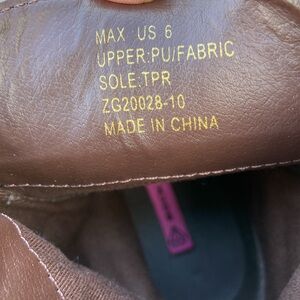 MAX US 6
UPPER:PU/FABRIC
SOLE:TPR
ZG20028-10
MADE IN CHINA